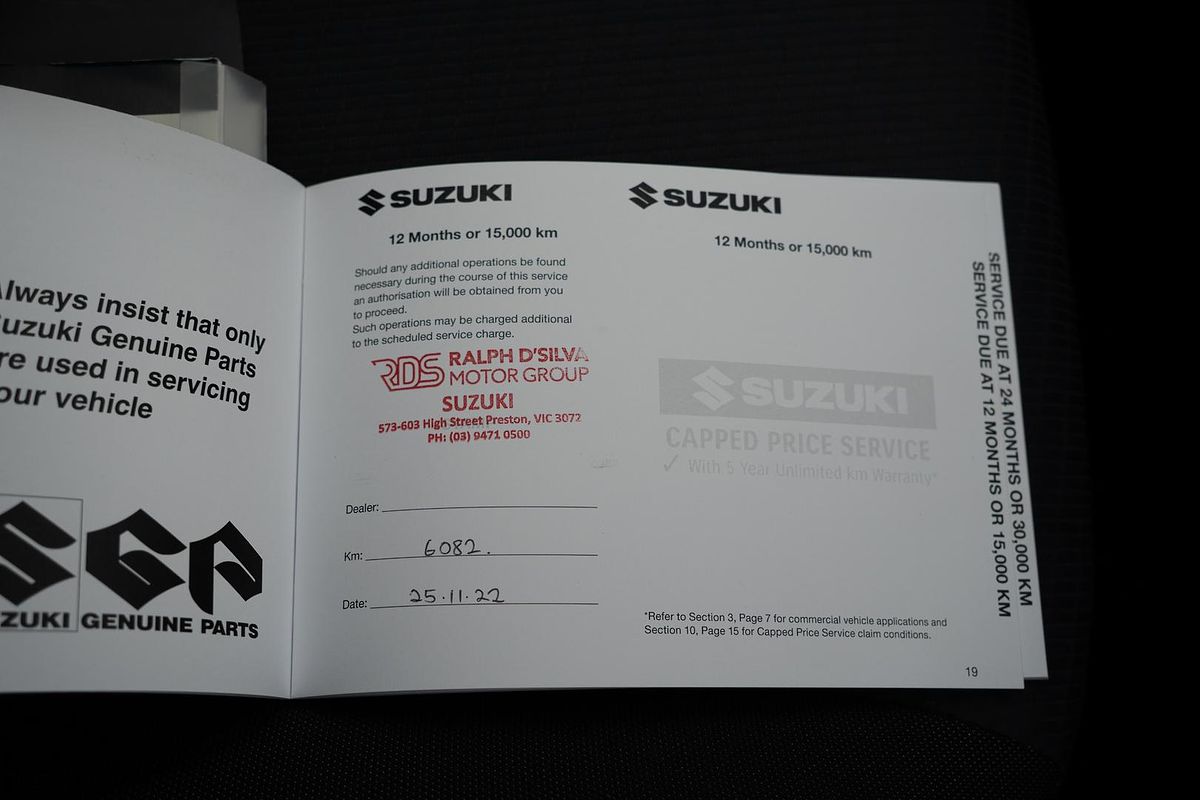 lways insist that only
uzuki Genuine Parts
re used in servicing
our vehicle
ZUKI GENUINE PARTS
SUZUKI
12 Months or 15,000 km
Should any additional operations be found
necessary during the course of this service
an authorisation will be obtained from you
to proceed.
Such operations may be charged additional
to the scheduled service charge.
RDS RALPH D'SILVA
MOTOR GROUP
SUZUKI
573-603 High Street Preston, VIC 3072
PH: (03) 9471 0500
Dealer:
Km: 6082.
Date: 25.11.22
SUZUKI
12 Months or 15,000 km
SUZUKI
CAPPED PRICE SERVICE
✓ With 5 Year Unlimited km Warranty*
*Refer to Section 3, Page 7 for commercial vehicle applications and
Section 10, Page 15 for Capped Price Service claim conditions.
19
SERVICE DUE AT 24 MONTHS OR 30,000 KM
SERVICE DUE AT 12 MONTHS OR 15,000 KM